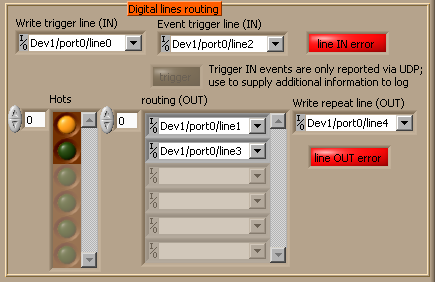 Digital lines routing
Write trigger line (IN)
Event trigger line (IN)
Dev1/port0/line0
Dev1/port0/line2
line IN error
trigger
Trigger IN events are only reported via UDP;
use to supply additional information to log
Hots
routing (OUT)
Write repeat line (OUT)
0
0
Dev1/port0/line1
Dev1/port0/line4
Dev1/port0/line3
line OUT error